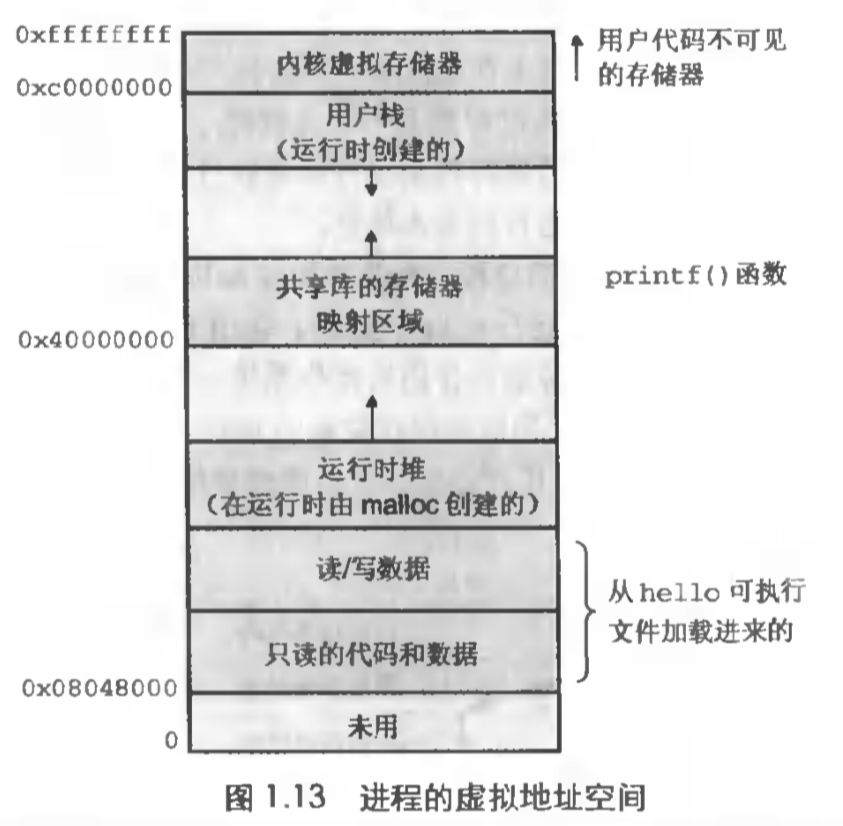 0xffffffff
内核虚拟存储器
用户代码不可见
的存储器
0xc0000000
用户栈
（运行时创建的）
共享库的存储器
映射区域
printf()函数
0x40000000
运行时堆
（在运行时由 malloc 创建的）
读/写数据
只读的代码和数据
从 hello 可执行
文件加载进来的
0x08048000
未用
0
图 1.13 进程的虚拟地址空间